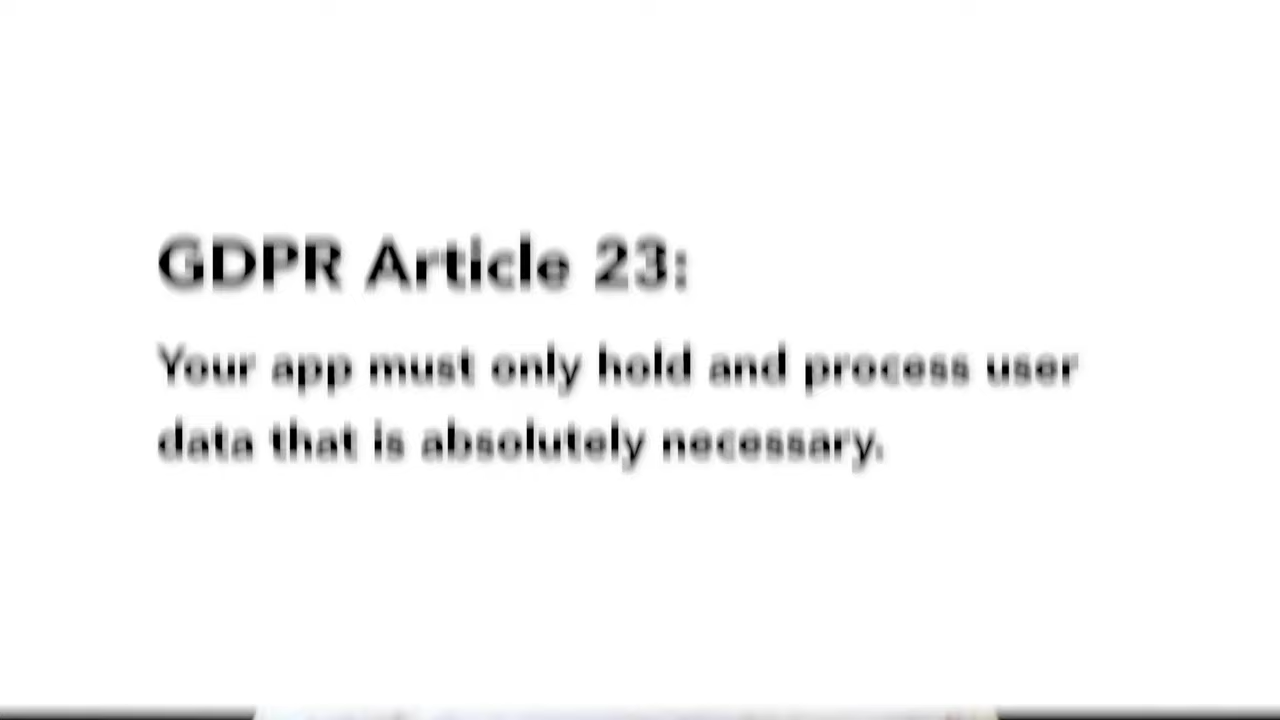 GDPR Article 23:
Your app must only hold and process user
data that is absolutely necessary.